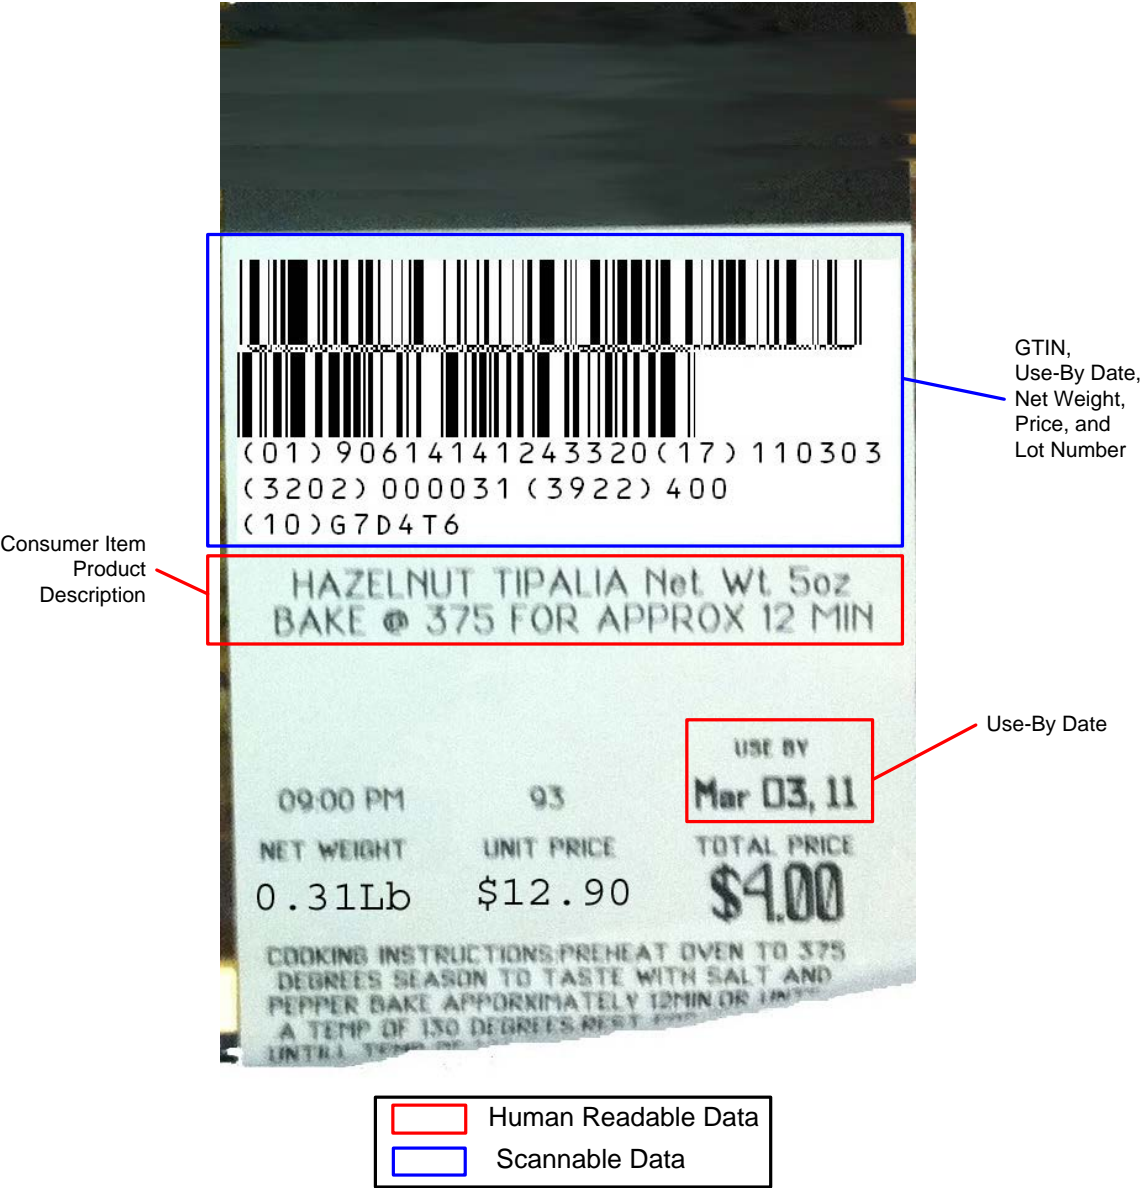 (01)90614141243320(17)110303
(3202)000031(3922)400
(10)G7D4T6
GTIN,
Use-By Date,
Net Weight,
Price, and
Lot Number
Consumer Item
Product
Description
HAZELNUT TIPALIA Net Wt 5oz
BAKE @ 375 FOR APPROX 12 MIN
Use-By Date
USE BY
09:00 PM 93 Mar 03, 11
NET WEIGHT UNIT PRICE TOTAL PRICE
0.31Lb $12.90 $4.00
COOKING INSTRUCTIONS:PREHEAT OVEN TO 375
DEGREES SEASON TO TASTE WITH SALT AND
PEPPER BAKE APPORXIMATELY 12MIN OR
A TEMP OF 130 DEGREES REST
UNTILL TEMP OF
Human Readable Data
Scannable Data